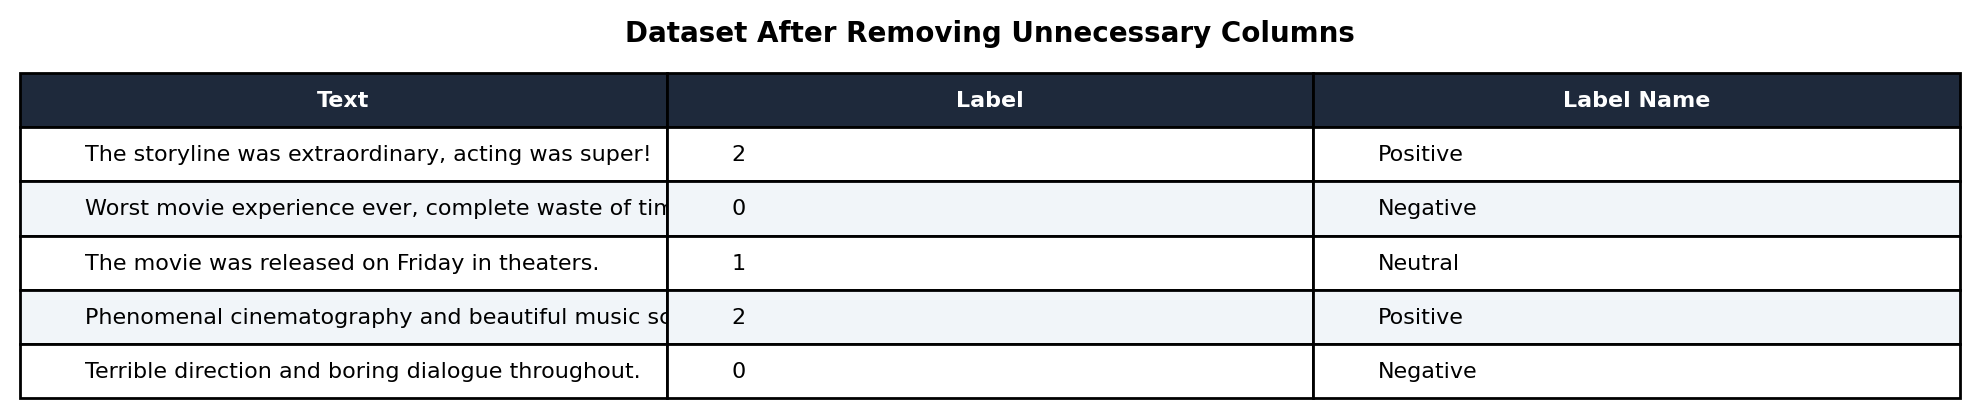 Dataset After Removing Unnecessary Columns
Text Label Label Name
The storyline was extraordinary, acting was super! 2 Positive
Worst movie experience ever, complete waste of 0 Negative
The movie was released on Friday in theaters. 1 Neutral
Phenomenal cinematography and beautiful music 2 Positive
Terrible direction and boring dialogue throughout. 0 Negative